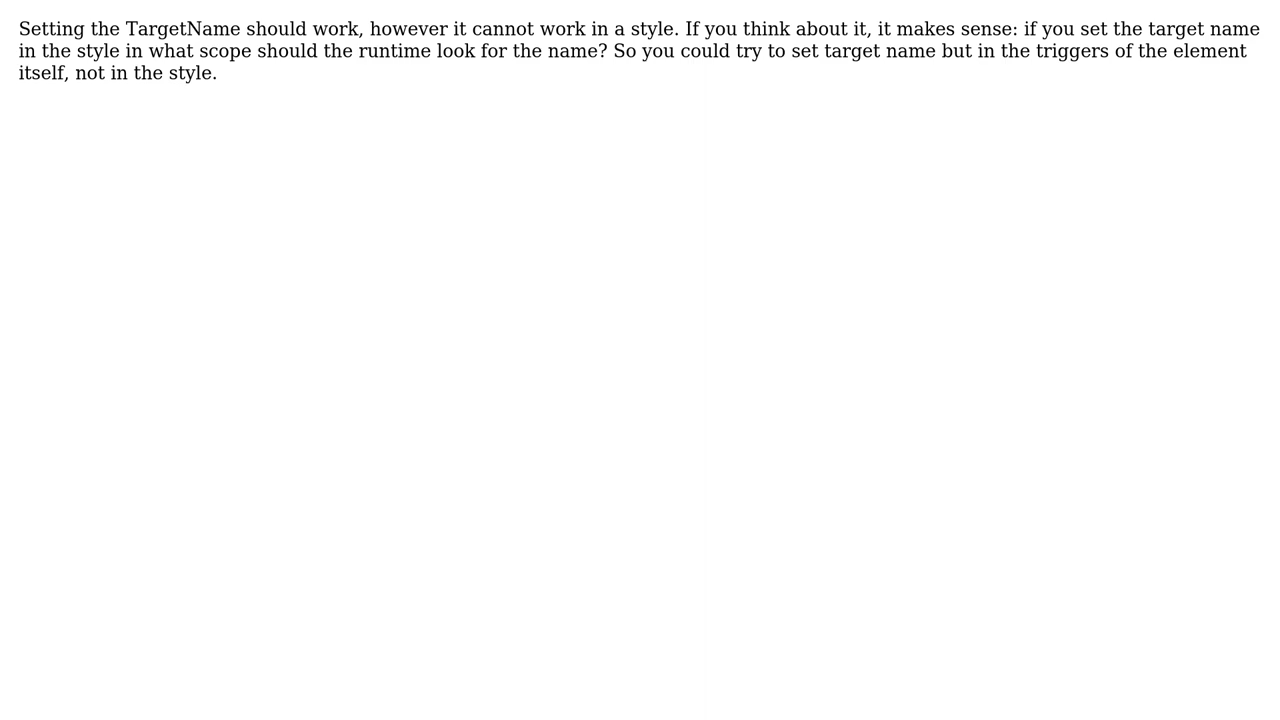 Setting the TargetName should work, however it cannot work in a style. If you think about it, it makes sense: if you set the target name
in the style in what scope should the runtime look for the name? So you could try to set target name but in the triggers of the element
itself, not in the style.